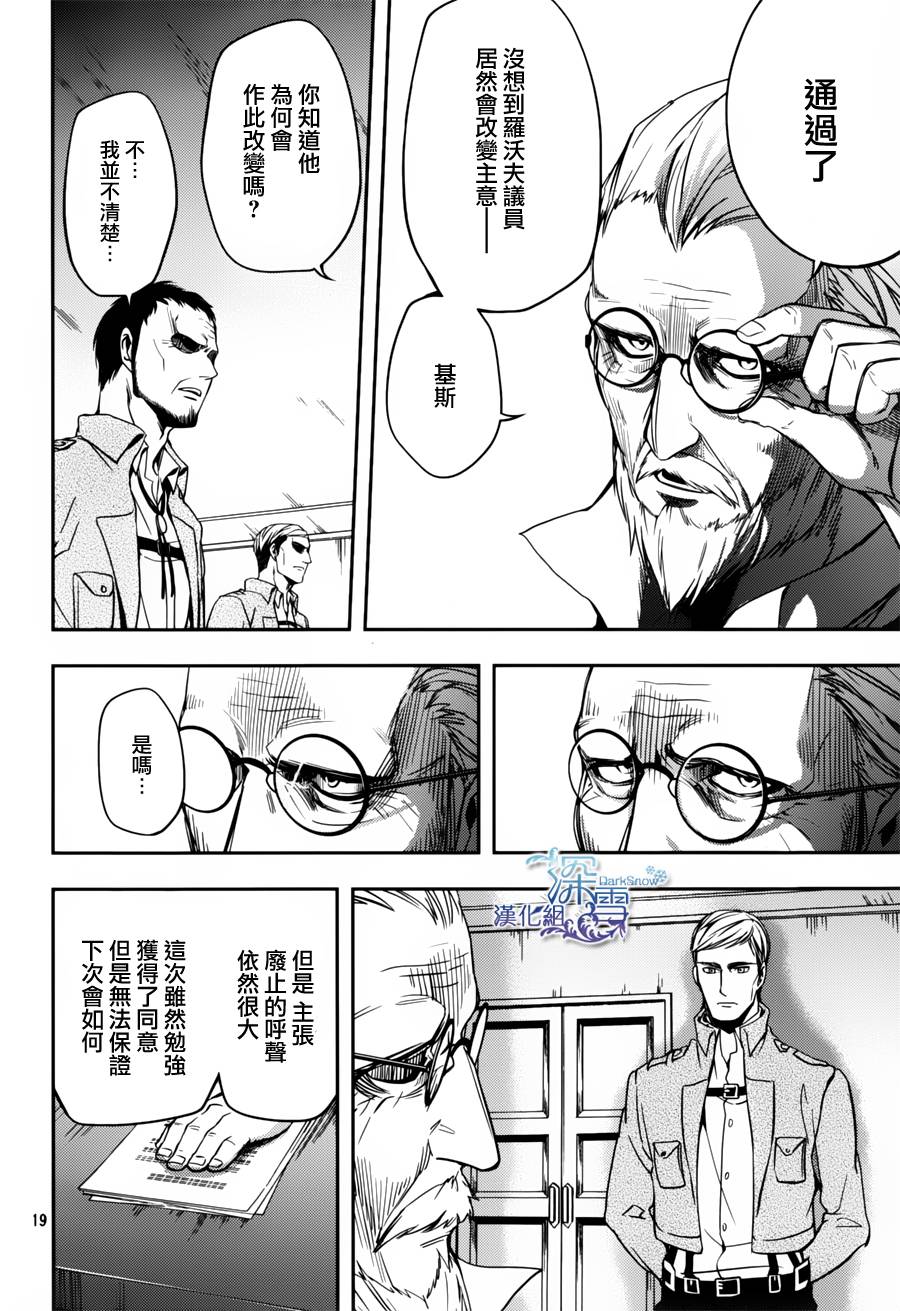 通過了
沒想到羅沃夫議員
居然會改變主意——
基斯
你知道他
為何會
作此改變嗎？
不…
我並不清楚…
是嗎…
DarkSnow
深雪
漢化組
但是主張
廢止的呼聲
依然很大
這次雖然勉強
獲得了同意
但是無法保證
下次會如何
19